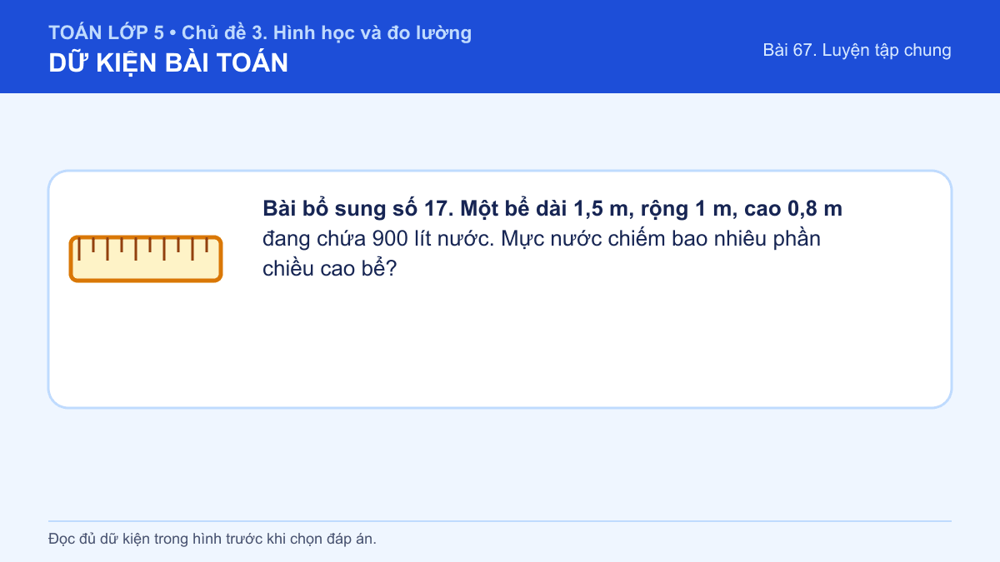 TOÁN LỚP 5 • Chủ đề 3. Hình học và đo lường
DỮ KIỆN BÀI TOÁN
Bài 67. Luyện tập chung
Bài bổ sung số 17. Một bể dài 1,5 m, rộng 1 m, cao 0,8 m
đang chứa 900 lít nước. Mực nước chiếm bao nhiêu phần
chiều cao bể?
Đọc đủ dữ kiện trong hình trước khi chọn đáp án.